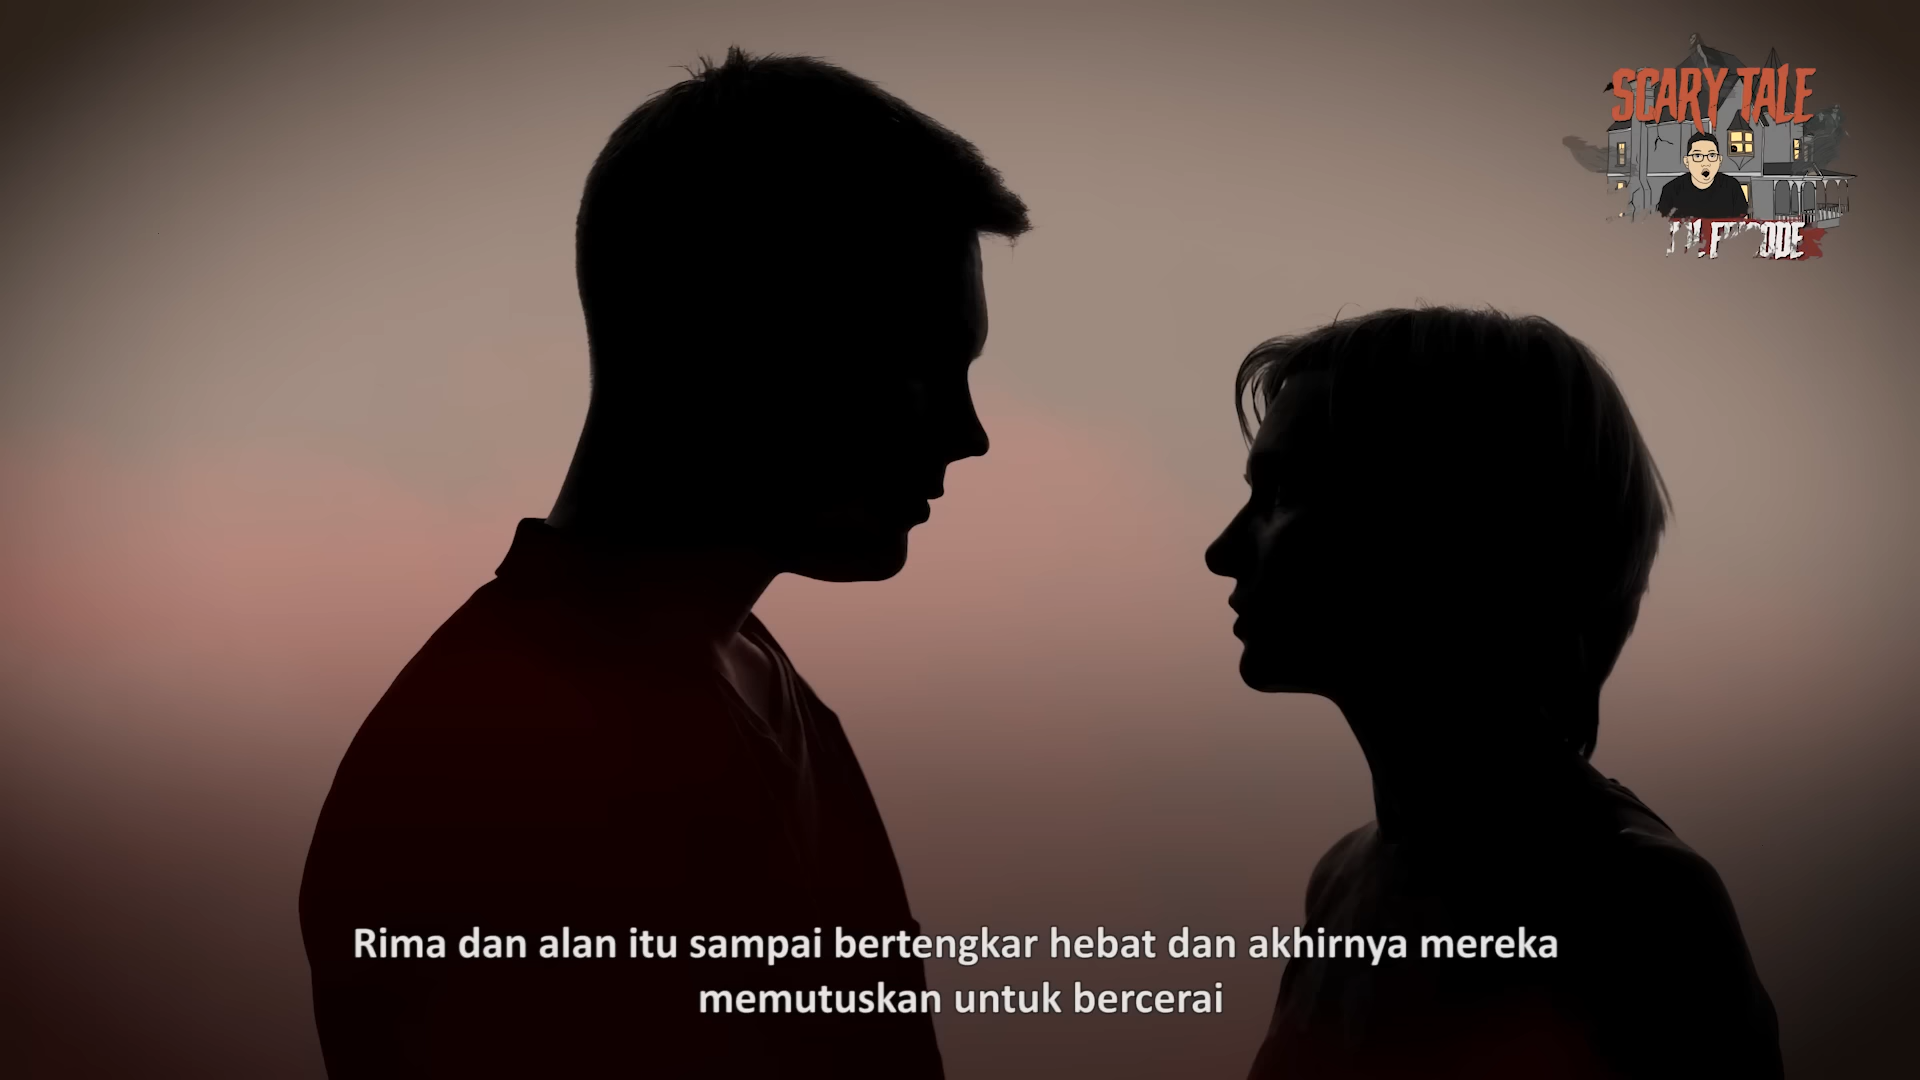 SCARY TALE
Rima dan alan itu sampai bertengkar hebat dan akhirnya mereka
memutuskan untuk bercerai